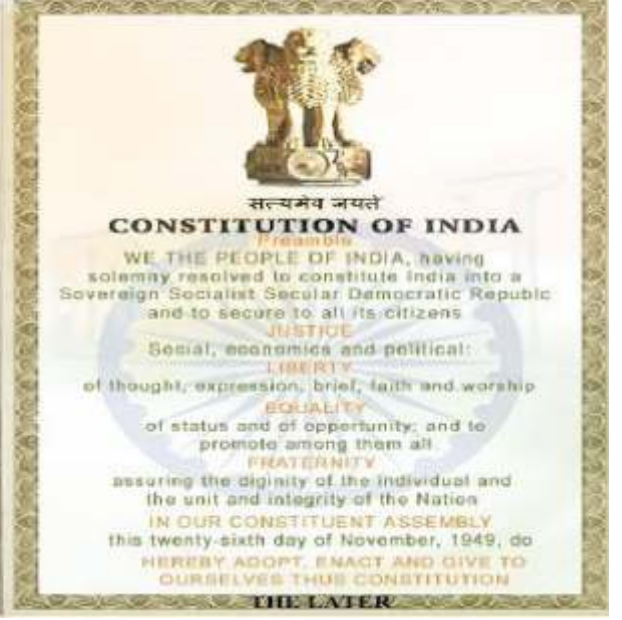 सत्यमेव जयते
CONSTITUTION OF INDIA
Preamble
WE THE PEOPLE OF INDIA, having
solemny resolved to constitute India into a
Sovereign Socialist Secular Democratic Republc
and to secure to all its citizens
JUSTICE
Social, economics and political:
LIBERTY
of thought, expression, brief, faith and worship
EQUALITY
of status and of opportunity; and to
promote among them all
FRATERNITY
assuring the diginity of the individual and
the unit and integrity of the Nation
IN OUR CONSTITUENT ASSEMBLY
this twenty-sixth day of November, 1949, do
HEREBY ADOPT, ENACT AND GIVE TO
OURSELVES THUS CONSTITUTION
THE LATER